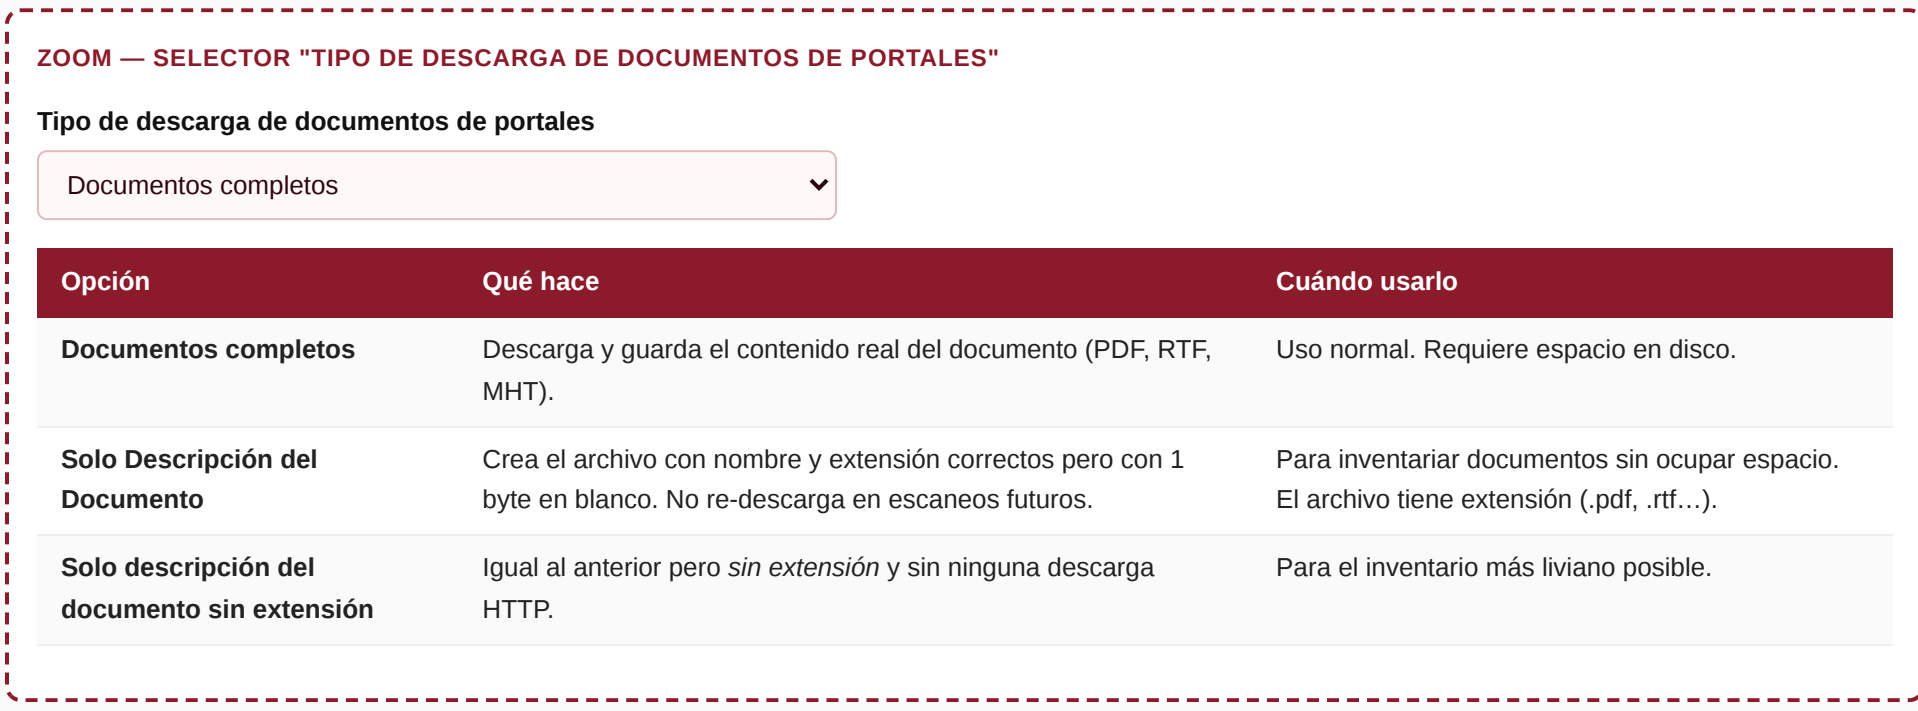 ZOOM — SELECTOR "TIPO DE DESCARGA DE DOCUMENTOS DE PORTALES"
Tipo de descarga de documentos de portales
Documentos completos
Opción Qué hace Cuándo usarlo
Documentos completos Descarga y guarda el contenido real del documento (PDF, RTF, Uso normal. Requiere espacio en disco.
MHT).
Solo Descripción del Crea el archivo con nombre y extensión correctos pero con 1 Para inventariar documentos sin ocupar espacio.
Documento byte en blanco. No re-descarga en escaneos futuros. El archivo tiene extensión (.pdf, .rtf…).
Solo descripción del Igual al anterior pero sin extensión y sin ninguna descarga Para el inventario más liviano posible.
documento sin extensión HTTP.